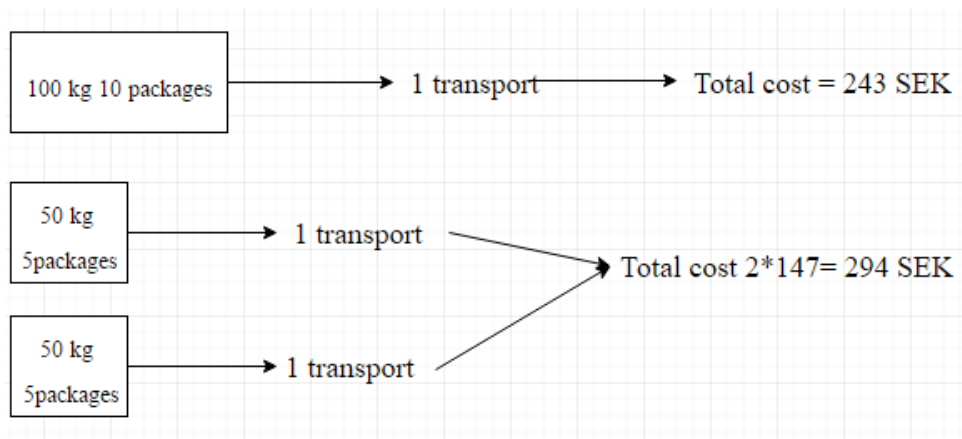 100 kg 10 packages
1 transport
Total cost = 243 SEK
50 kg
5packages
1 transport
Total cost 2*147= 294 SEK
50 kg
5packages
1 transport